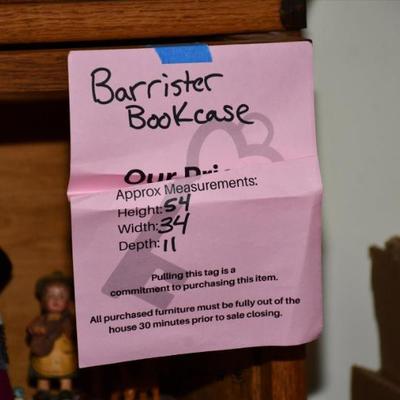 Barrister
Bookcase
Our
Approx Measurements:
Height: 54
Width: 34
Depth: 11
Pulling this tag is a
commitment to purchasing this item.
All purchased furniture must be fully out of the
house 30 minutes prior to sale closing.